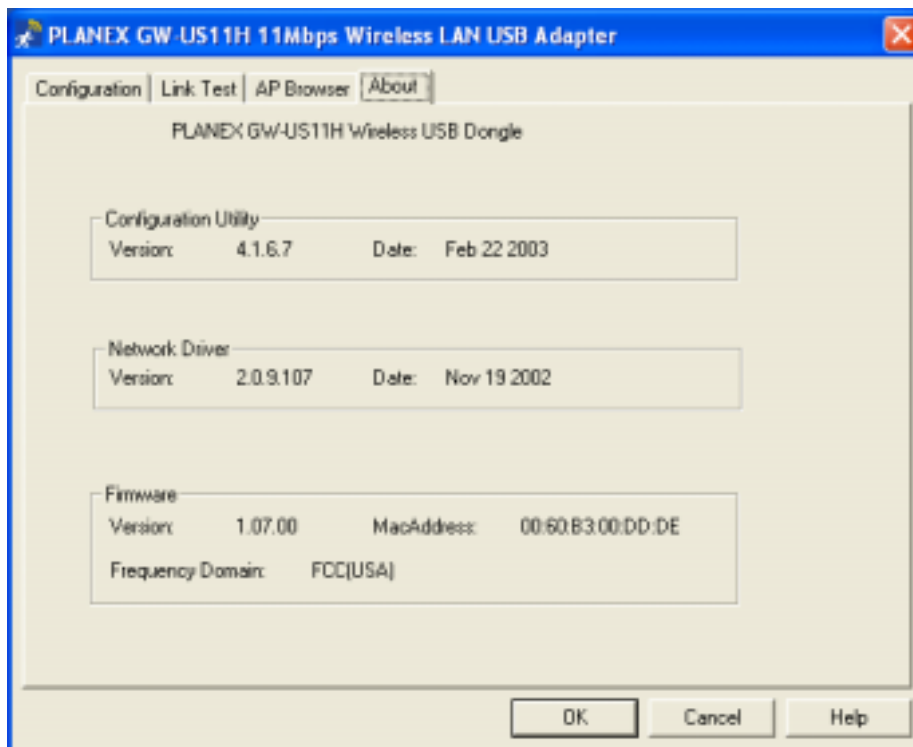 PLANEX GW-US11H 11Mbps Wireless LAN USB Adapter
Configuration Link Test AP Browser About
PLANEX GW-US11H Wireless USB Dongle
Configuration Utility
Version: 4.1.6.7 Date: Feb 22 2003
Network Driver
Version: 2.0.9.107 Date: Nov 19 2002
Firmware
Version: 1.07.00 MacAddress: 00:60:B3:00:DD:DE
Frequency Domain: FCC(USA)
OK Cancel Help